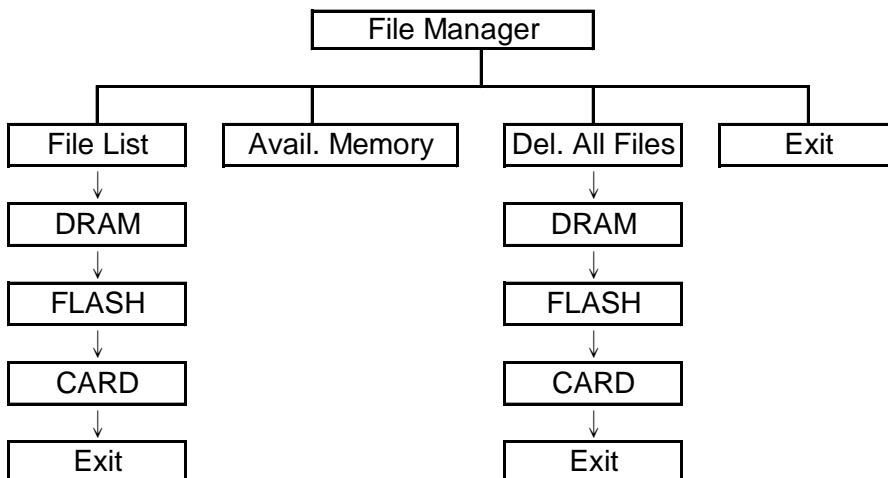 File Manager
File List
Avail. Memory
Del. All Files
Exit
DRAM
DRAM
FLASH
FLASH
CARD
CARD
Exit
Exit